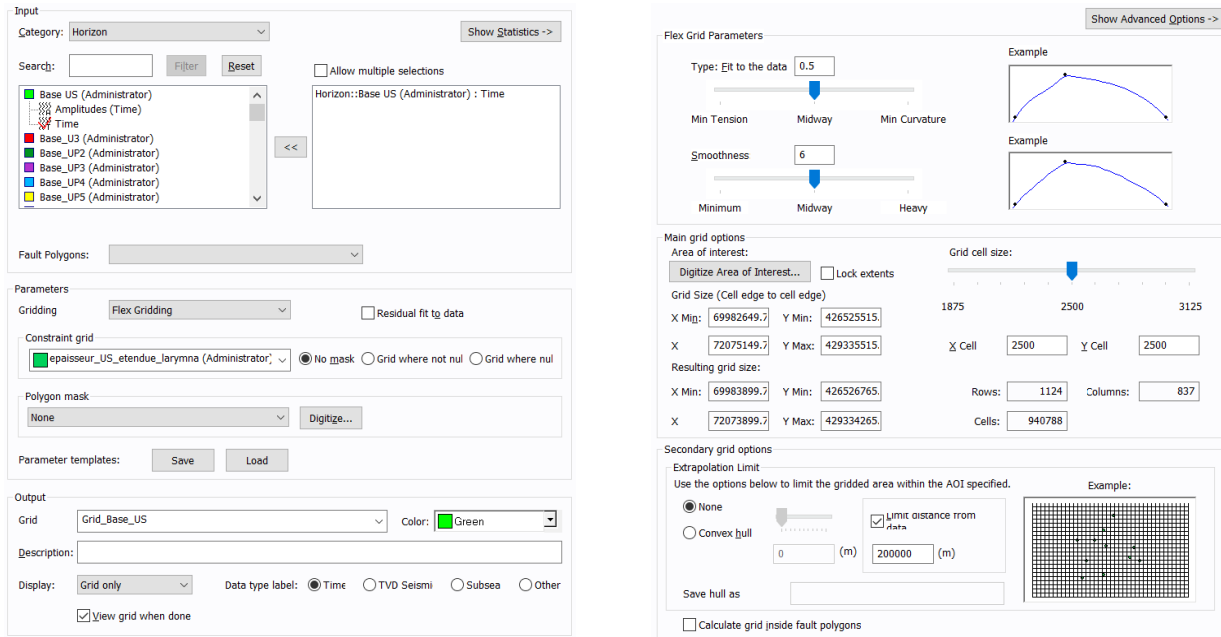 Input
Category: Horizon
Show Statistics ->
Search:
Filter
Reset
Allow multiple selections
Base US (Administrator)
Amplitudes (Time)
Time
Base_U3 (Administrator)
Base_UP2 (Administrator)
Base_UP3 (Administrator)
Base_UP4 (Administrator)
Base_UP5 (Administrator)
<<
Horizon::Base US (Administrator) : Time
Fault Polygons:
Parameters
Gridding Flex Gridding
Residual fit to data
Constraint grid
epaisseur_US_etendue_larymna (Administrator)
No mask Grid where not nul Grid where nul
Polygon mask
None
Digitize...
Parameter templates: Save Load
Output
Grid Grid_Base_US
Color: Green
Description:
Display: Grid only
Data type label: Time TVD Seismi Subsea Other
View grid when done
Show Advanced Options ->
Flex Grid Parameters
Type: Fit to the data 0.5
Min Tension Midway Min Curvature
Example
Smoothness 6
Minimum Midway Heavy
Example
Main grid options
Area of interest:
Digitize Area of Interest...
Lock extents
Grid Size (Cell edge to cell edge)
X Min: 69982649.7 Y Min: 426525515.
X 72075149.7 Y Max: 429335515.
Grid cell size:
1875 2500 3125
X Cell 2500 Y Cell 2500
Resulting grid size:
X Min: 69983899.7 Y Min: 426526765.
X 72073899.7 Y Max: 429334265.
Rows: 1124 Columns: 837
Cells: 940788
Secondary grid options
Extrapolation Limit
Use the options below to limit the gridded area within the AOI specified.
None
Convex hull
0 (m)
Limit distance from
data
200000 (m)
Example:
Save hull as
Calculate grid inside fault polygons